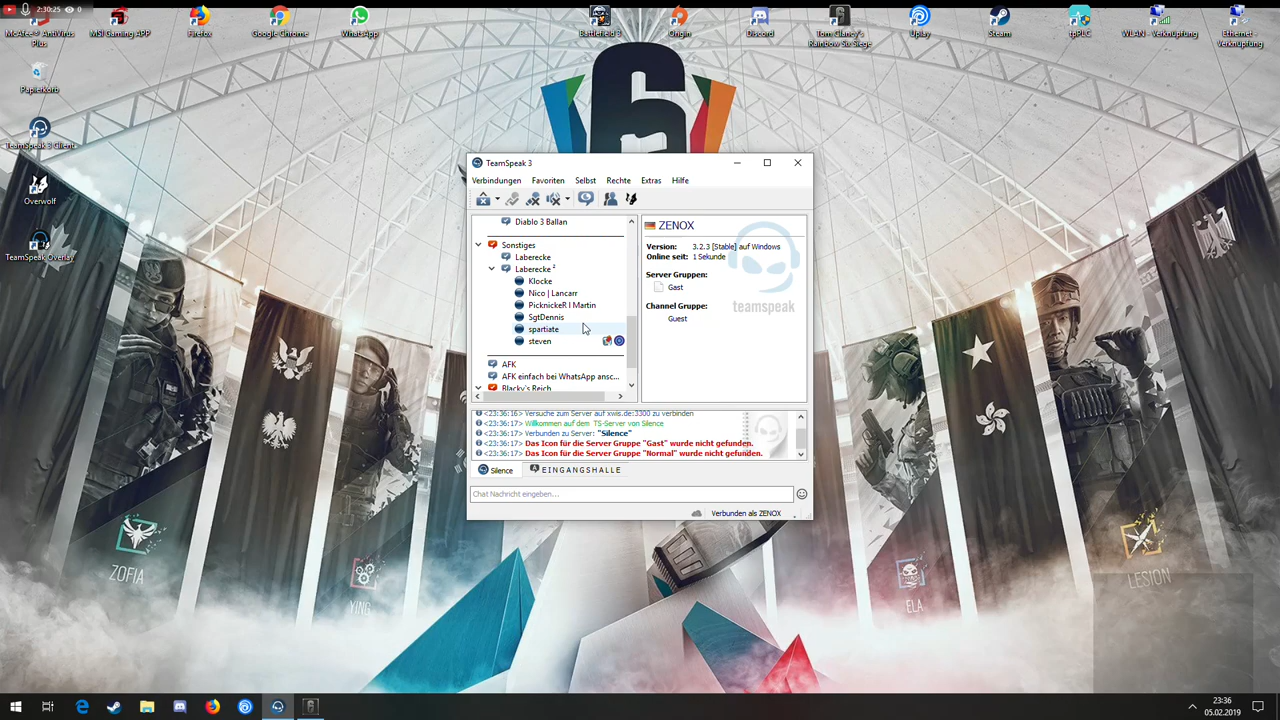 2:30:25 0
McAfee® AntiVirus Plus
MSI Gaming APP
Firefox
Google Chrome
WhatsApp
Battlefield 3
Origin
Discord
Tom Clancy's Rainbow Six Siege
Uplay
Steam
tpPLC
WLAN - Verknüpfung
Ethernet - Verknüpfung
Papierkorb
TeamSpeak 3 Client
Overwolf
TeamSpeak Overlay
6
TeamSpeak 3
Verbindungen Favoriten Selbst Rechte Extras Hilfe
Diablo 3 Ballan
Sonstiges
Laberecke
Laberecke ²
Klocke
Nico | Lancarr
PicknickeR l Martin
SgtDennis
spartiate
steven
AFK
AFK einfach bei WhatsApp ansc...
Blacky's Reich
ZENOX
Version: 3.2.3 [Stable] auf Windows
Online seit: 1 Sekunde
Server Gruppen:
Gast
Channel Gruppe:
Guest
teamspeak
<23:36:16> Versuche zum Server auf xwis.de:3300 zu verbinden
<23:36:17> Willkommen auf dem TS-Server von Silence
<23:36:17> Verbunden zu Server: "Silence"
<23:36:17> Das Icon für die Server Gruppe "Gast" wurde nicht gefunden.
<23:36:17> Das Icon für die Server Gruppe "Normal" wurde nicht gefunden.
Silence
EINGANGSHALLE
Chat Nachricht eingeben...
Verbunden als ZENOX
ZOFIA
YING
ELA
LESION
23:36
05.02.2019